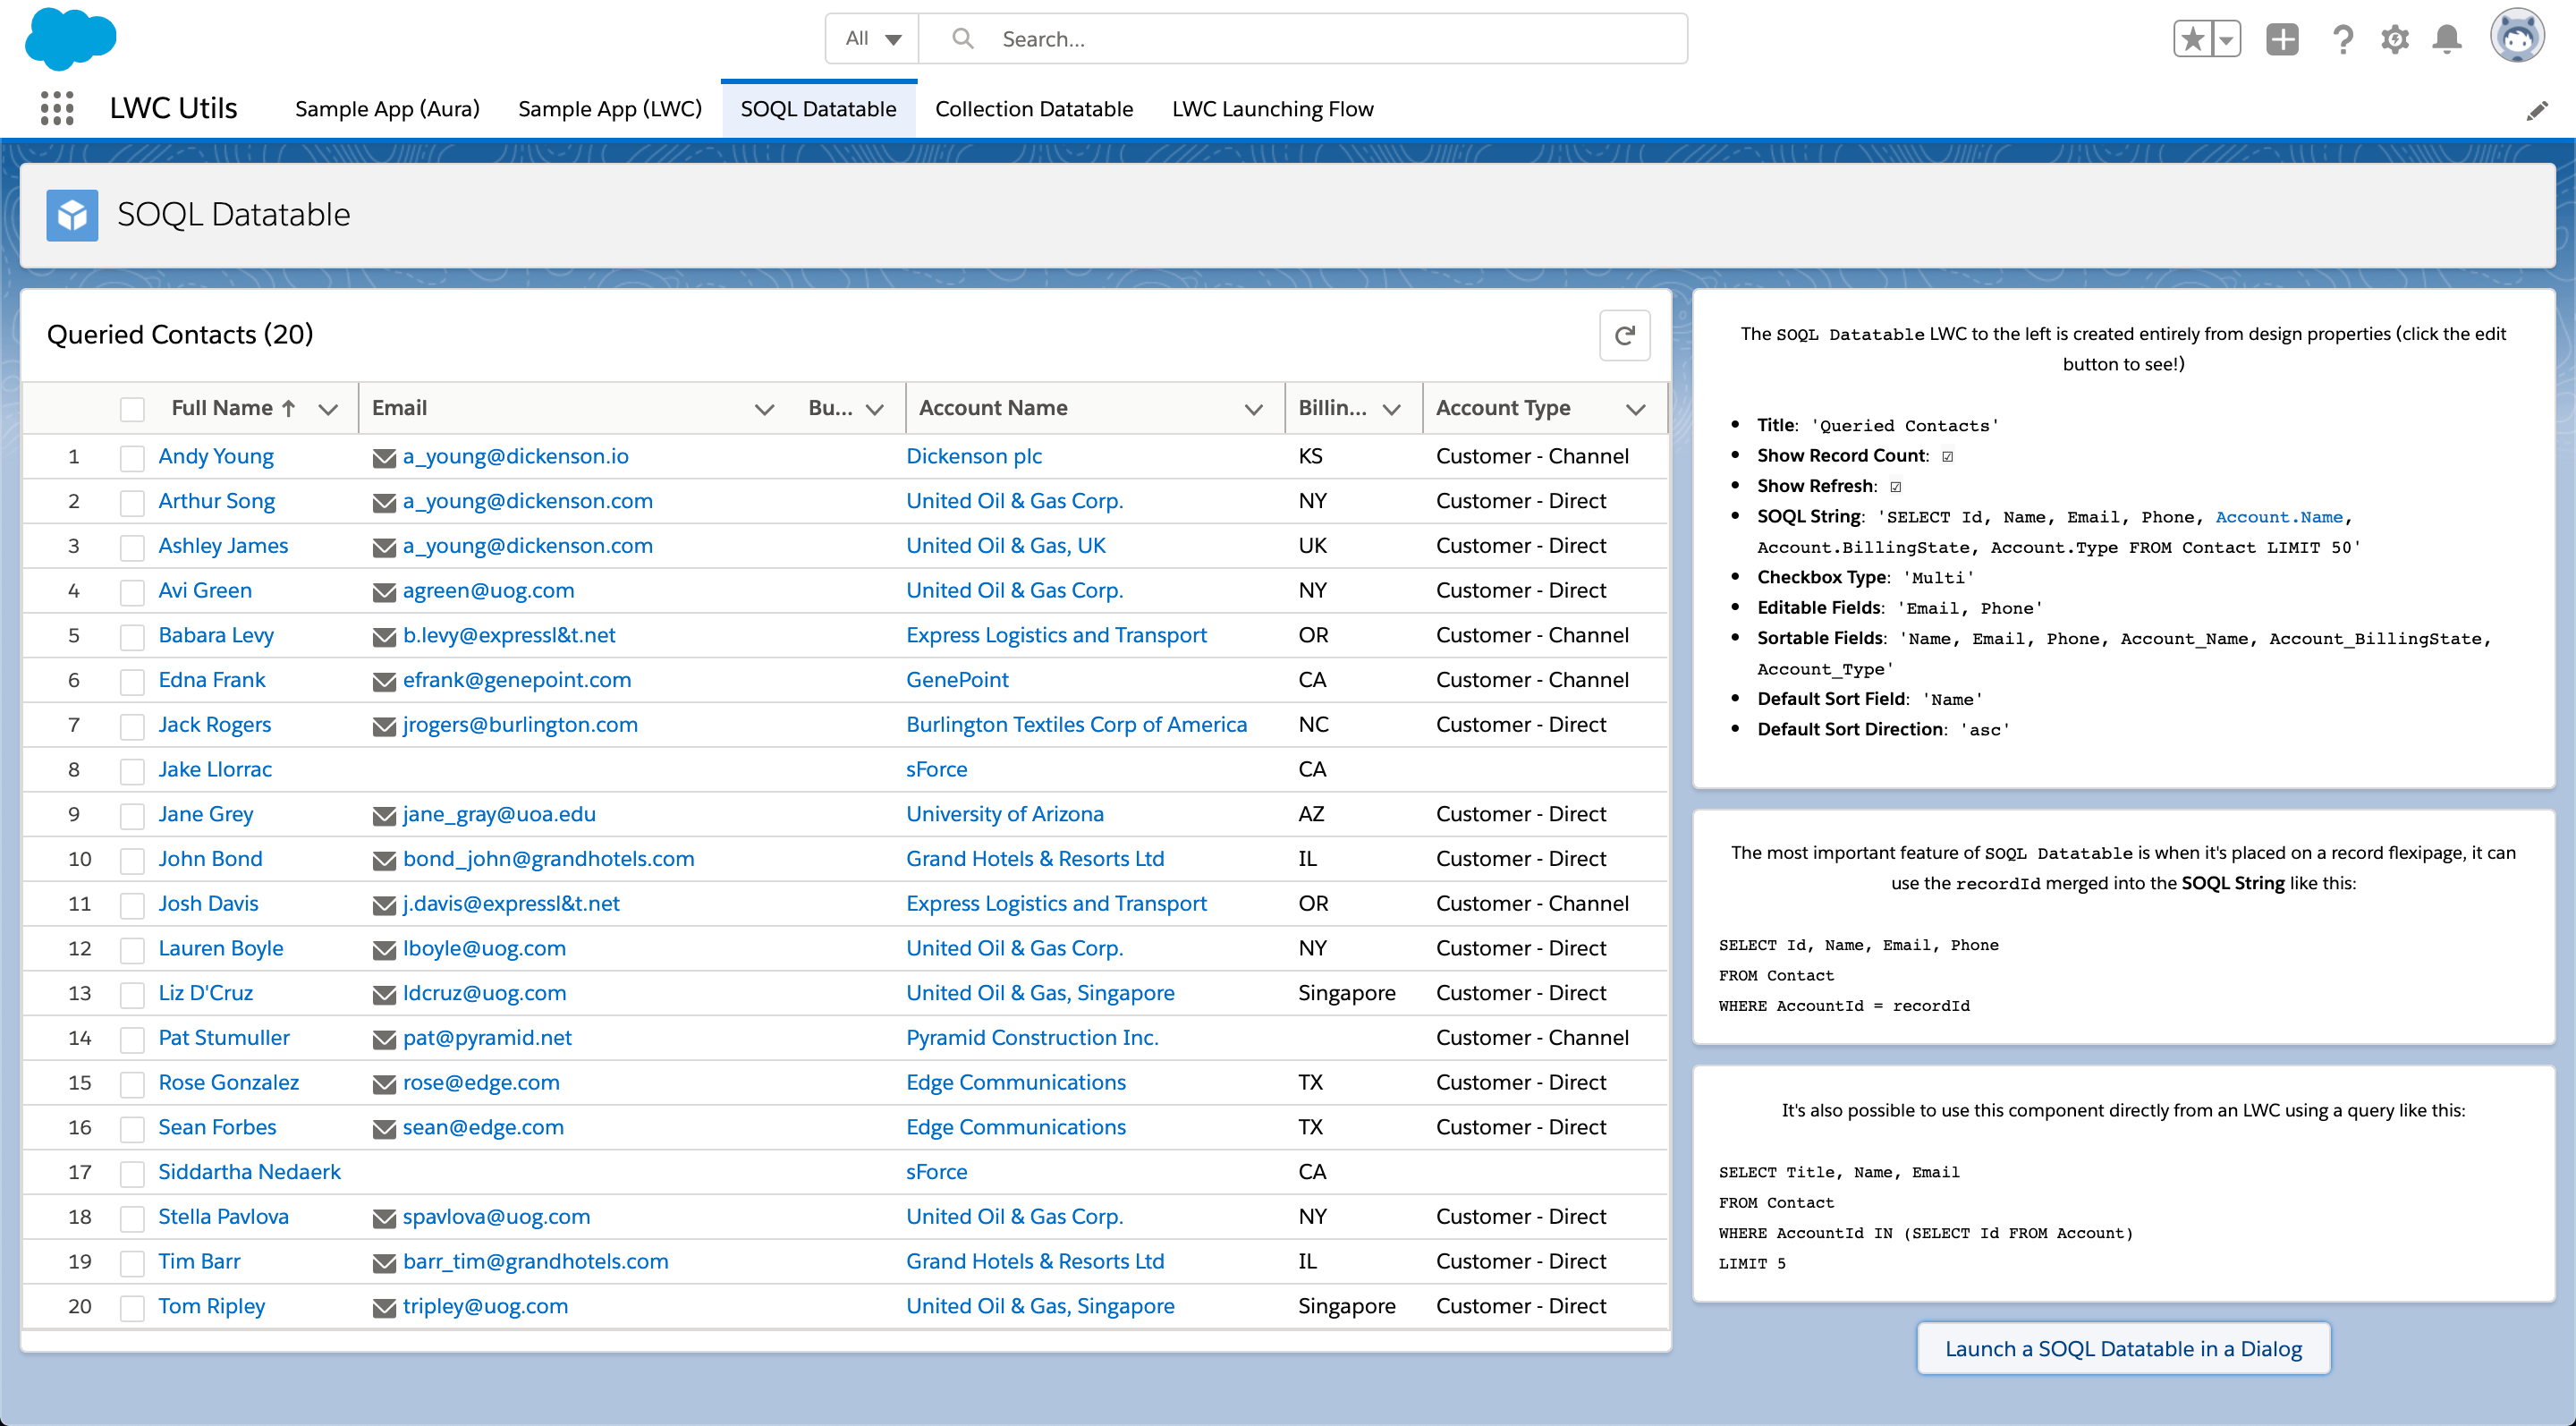 All
Search...
LWC Utils
Sample App (Aura)
Sample App (LWC)
SOQL Datatable
Collection Datatable
LWC Launching Flow
SOQL Datatable
Queried Contacts (20)
Full Name Email Bu... Account Name Billin... Account Type
1 Andy Young a_young@dickenson.io Dickenson plc KS Customer - Channel
2 Arthur Song a_young@dickenson.com United Oil & Gas Corp. NY Customer - Direct
3 Ashley James a_young@dickenson.com United Oil & Gas, UK UK Customer - Direct
4 Avi Green agreen@uog.com United Oil & Gas Corp. NY Customer - Direct
5 Babara Levy b.levy@expressl&t.net Express Logistics and Transport OR Customer - Channel
6 Edna Frank efrank@genepoint.com GenePoint CA Customer - Channel
7 Jack Rogers jrogers@burlington.com Burlington Textiles Corp of America NC Customer - Direct
8 Jake Llorrac sForce CA
9 Jane Grey jane_gray@uoa.edu University of Arizona AZ Customer - Direct
10 John Bond bond_john@grandhotels.com Grand Hotels & Resorts Ltd IL Customer - Direct
11 Josh Davis j.davis@expressl&t.net Express Logistics and Transport OR Customer - Channel
12 Lauren Boyle lboyle@uog.com United Oil & Gas Corp. NY Customer - Direct
13 Liz D'Cruz ldcruz@uog.com United Oil & Gas, Singapore Singapore Customer - Direct
14 Pat Stumuller pat@pyramid.net Pyramid Construction Inc. Customer - Channel
15 Rose Gonzalez rose@edge.com Edge Communications TX Customer - Direct
16 Sean Forbes sean@edge.com Edge Communications TX Customer - Direct
17 Siddartha Nedaerk sForce CA
18 Stella Pavlova spavlova@uog.com United Oil & Gas Corp. NY Customer - Direct
19 Tim Barr barr_tim@grandhotels.com Grand Hotels & Resorts Ltd IL Customer - Direct
20 Tom Ripley tripley@uog.com United Oil & Gas, Singapore Singapore Customer - Direct
The SOQL Datatable LWC to the left is created entirely from design properties (click the edit
button to see!)
• Title: 'Queried Contacts'
• Show Record Count: ☑
• Show Refresh: ☑
• SOQL String: 'SELECT Id, Name, Email, Phone, Account.Name,
Account.BillingState, Account.Type FROM Contact LIMIT 50'
• Checkbox Type: 'Multi'
• Editable Fields: 'Email, Phone'
• Sortable Fields: 'Name, Email, Phone, Account_Name, Account_BillingState,
Account_Type'
• Default Sort Field: 'Name'
• Default Sort Direction: 'asc'
The most important feature of SOQL Datatable is when it's placed on a record flexipage, it can
use the recordId merged into the SOQL String like this:
SELECT Id, Name, Email, Phone
FROM Contact
WHERE AccountId = recordId
It's also possible to use this component directly from an LWC using a query like this:
SELECT Title, Name, Email
FROM Contact
WHERE AccountId IN (SELECT Id FROM Account)
LIMIT 5
Launch a SOQL Datatable in a Dialog